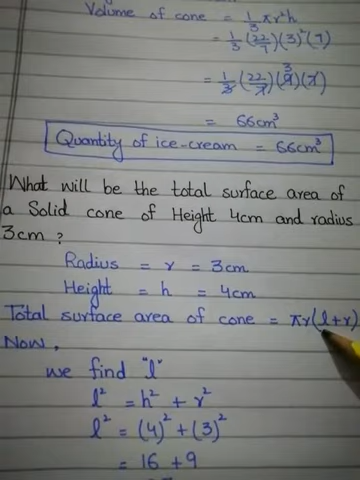 Volume of cone = 1/3 πr²h
= 1/3 (22/7) (3)² (7)
= 1/3 (22/7) (9) (7) 3
= 66cm³
Quantity of ice-cream = 66cm³
What will be the total surface area of
a Solid cone of Height 4cm and radius
3cm ?
Radius = r = 3cm
Height = h = 4cm
Total surface area of cone = πr(l+r)
Now,
we find "l"
l² = h² + r²
l² = (4)² + (3)²
= 16 + 9